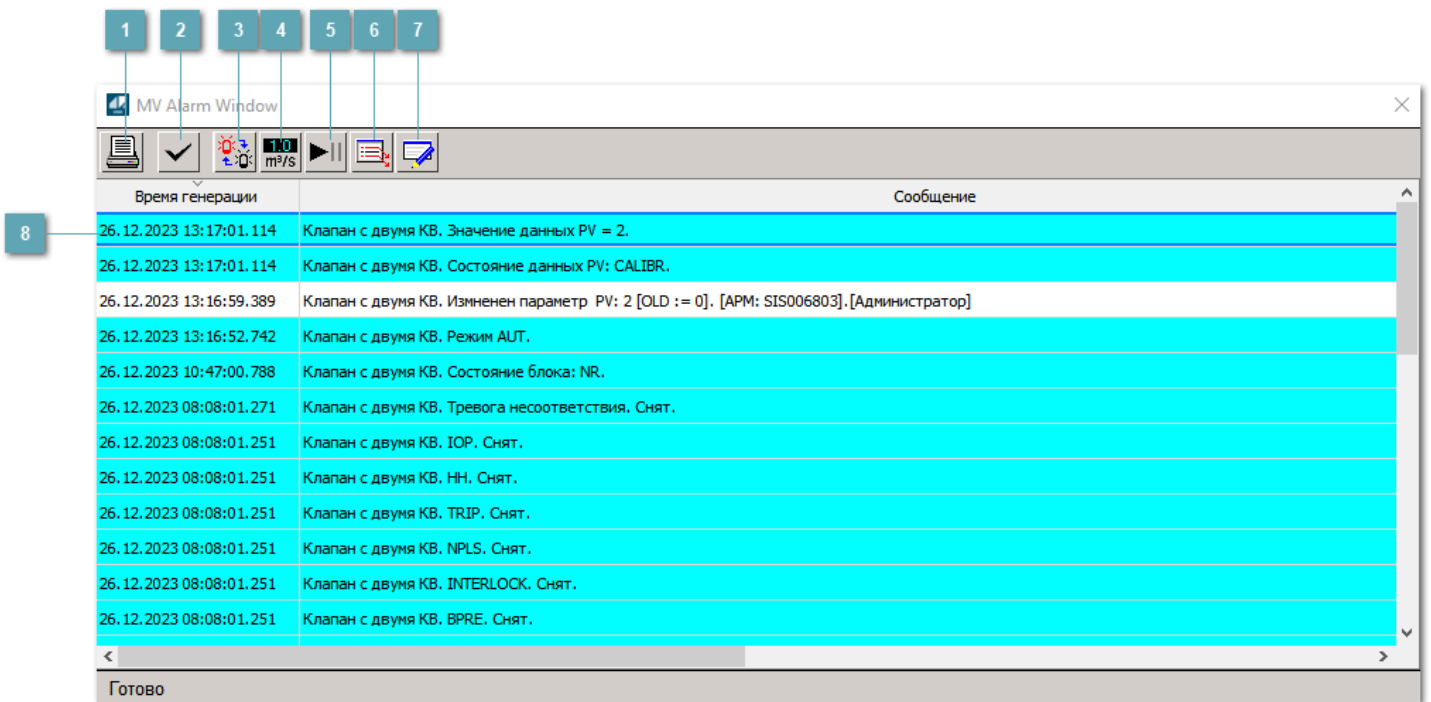 1 2 3 4 5 6 7
MV Alarm Window
1.0
m³/s
Время генерации Сообщение
8
26.12.2023 13:17:01.114 Клапан с двумя КВ. Значение данных PV = 2.
26.12.2023 13:17:01.114 Клапан с двумя КВ. Состояние данных PV: CALIBR.
26.12.2023 13:16:59.389 Клапан с двумя КВ. Измненен параметр PV: 2 [OLD := 0]. [АРМ: SIS006803].[Администратор]
26.12.2023 13:16:52.742 Клапан с двумя КВ. Режим AUT.
26.12.2023 10:47:00.788 Клапан с двумя КВ. Состояние блока: NR.
26.12.2023 08:08:01.271 Клапан с двумя КВ. Тревога несоответствия. Снят.
26.12.2023 08:08:01.251 Клапан с двумя КВ. IOP. Снят.
26.12.2023 08:08:01.251 Клапан с двумя КВ. HH. Снят.
26.12.2023 08:08:01.251 Клапан с двумя КВ. TRIP. Снят.
26.12.2023 08:08:01.251 Клапан с двумя КВ. NPLS. Снят.
26.12.2023 08:08:01.251 Клапан с двумя КВ. INTERLOCK. Снят.
26.12.2023 08:08:01.251 Клапан с двумя КВ. BPRE. Снят.
Готово